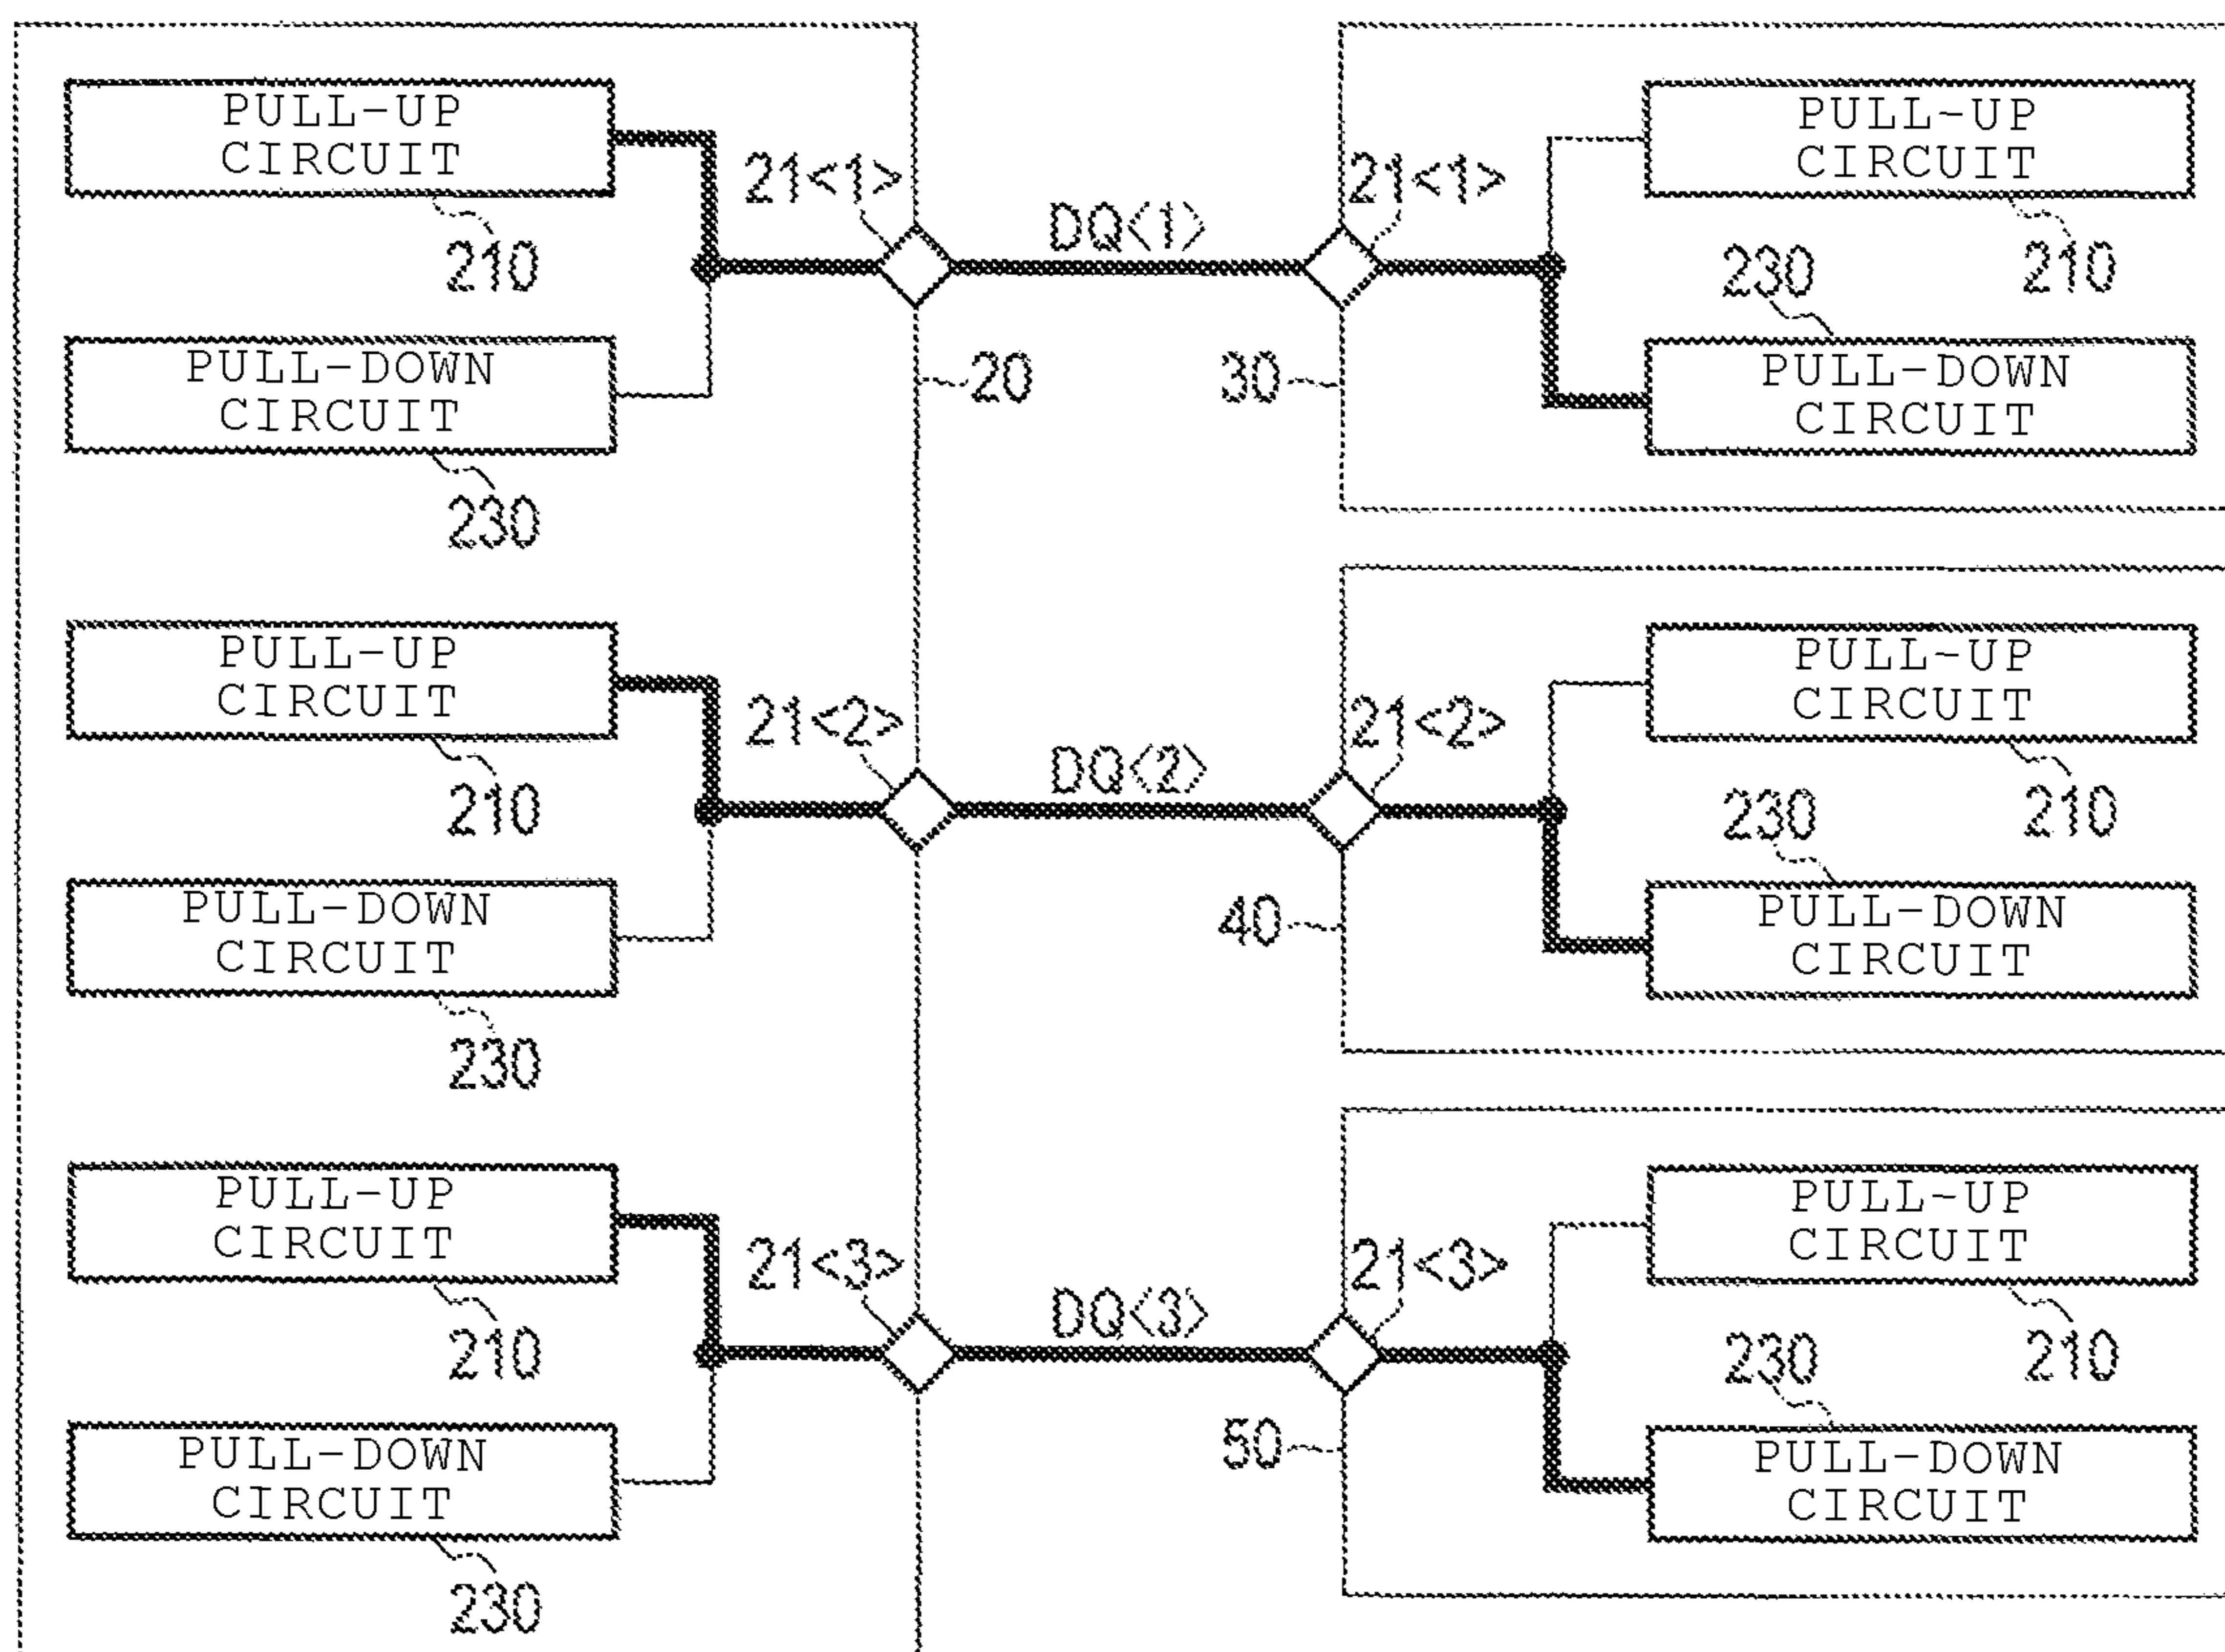 PULL-UP
CIRCUIT
210
PULL-DOWN
CIRCUIT
230
21<1>
DQ<1>
21<1>
20
30
PULL-UP
CIRCUIT
210
230
PULL-DOWN
CIRCUIT
PULL-UP
CIRCUIT
210
PULL-DOWN
CIRCUIT
230
21<2>
DQ<2>
21<2>
40
PULL-UP
CIRCUIT
210
230
PULL-DOWN
CIRCUIT
PULL-UP
CIRCUIT
210
PULL-DOWN
CIRCUIT
230
21<3>
DQ<3>
21<3>
50
PULL-UP
CIRCUIT
210
230
PULL-DOWN
CIRCUIT